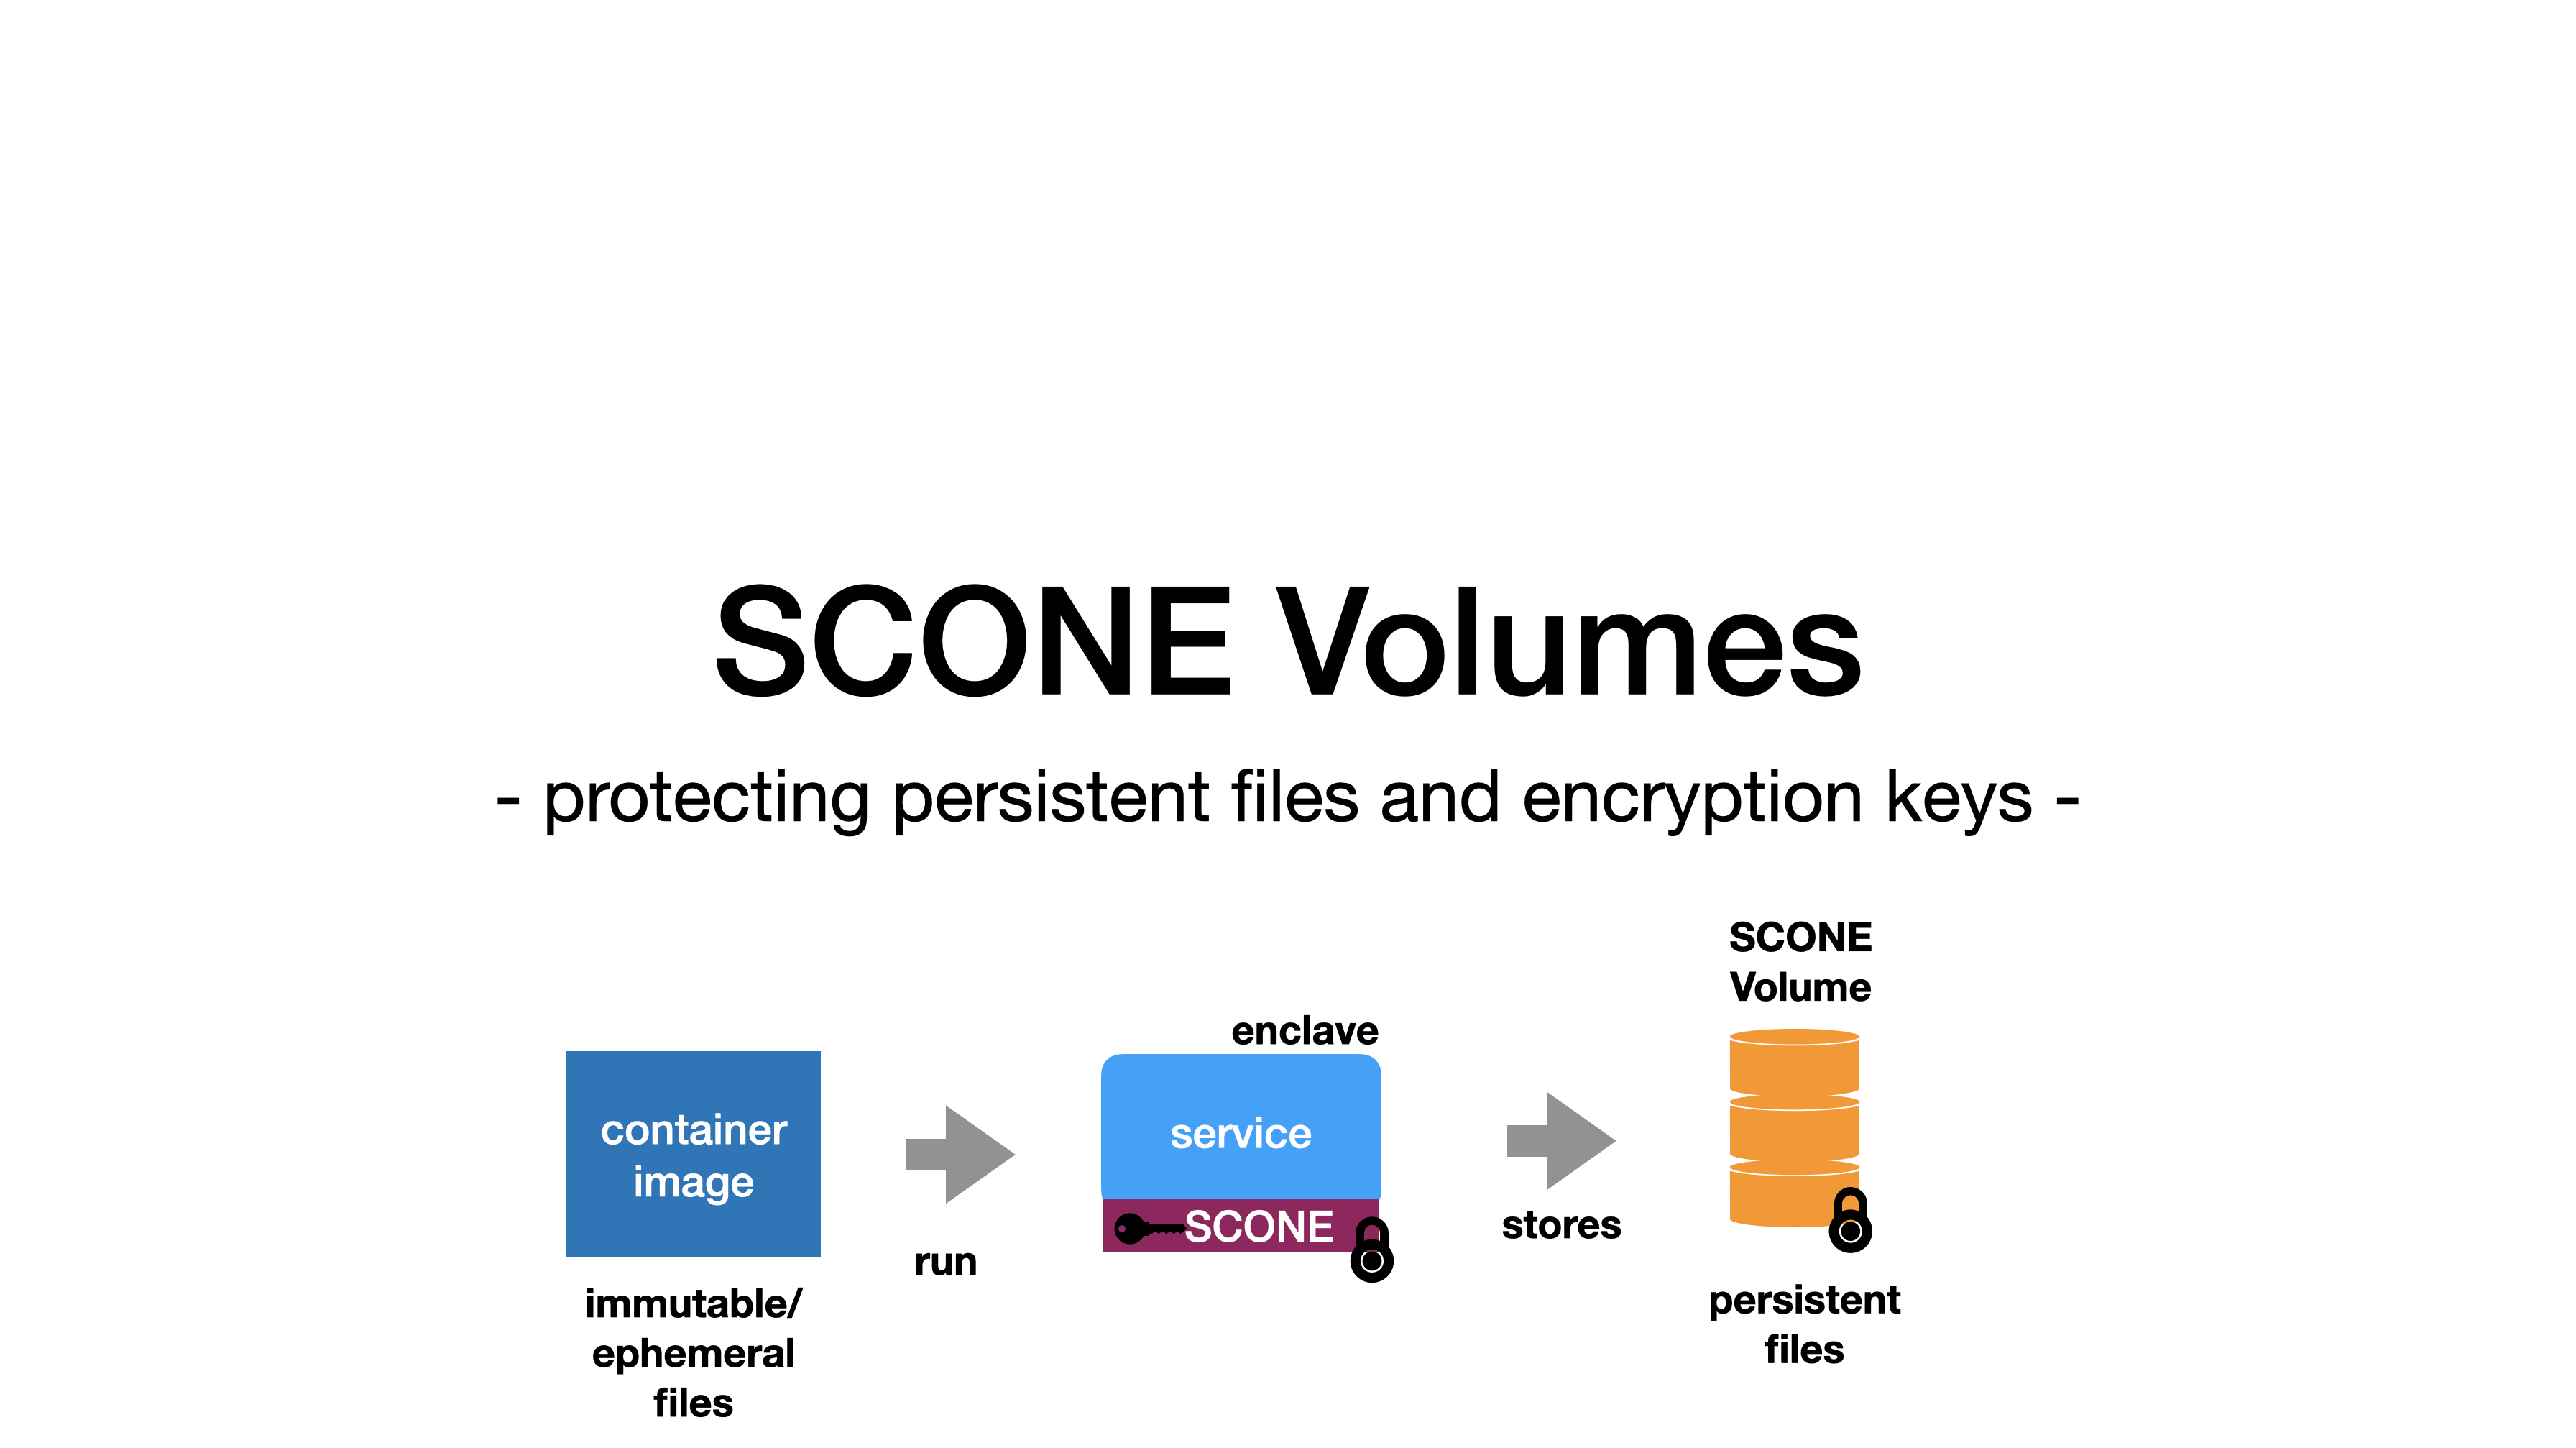 SCONE Volumes
- protecting persistent files and encryption keys -
container
image
immutable/
ephemeral
files
run
enclave
service
SCONE
stores
SCONE
Volume
persistent
files